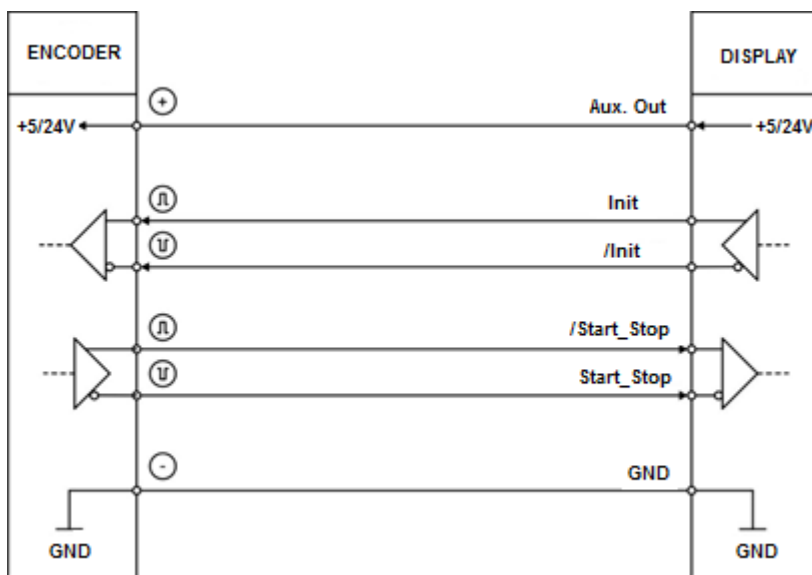 ENCODER
DISPLAY
Aux. Out
+5/24V
+5/24V
Init
/Init
/Start_Stop
Start_Stop
GND
GND
GND